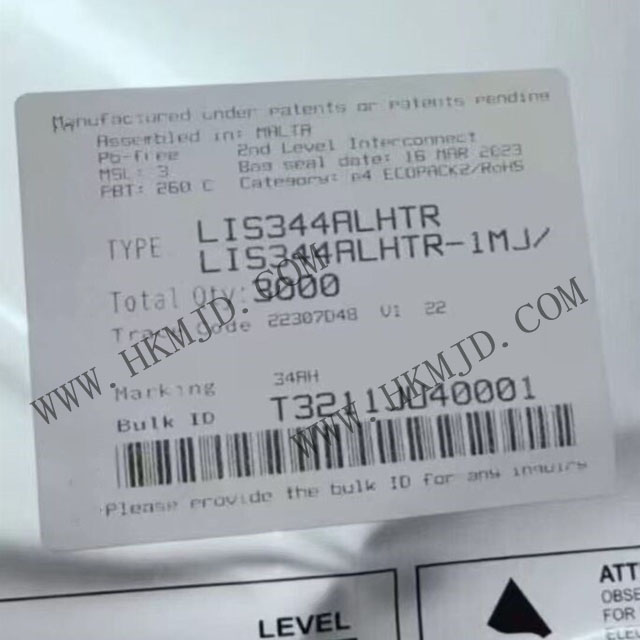 Manufactured under patents or patents pending
Assembled in: MALTA
Pb-free 2nd Level Interconnect
MSL: 3 Bag seal date: 16 MAR 2023
PBT: 260 C Category: e4 ECOPACK2/RoHS
TYPE LIS344ALHTR
LIS344ALHTR-1MJ/
Total Qty: 3000
Trace code 22307D48 V1 22
Marking 34AH
Bulk ID
Please provide the bulk ID for any inquiry
WWW.HKMJD.COM
WWW.HKMJD.COM
LEVEL
ATTE
OBSE
FOR